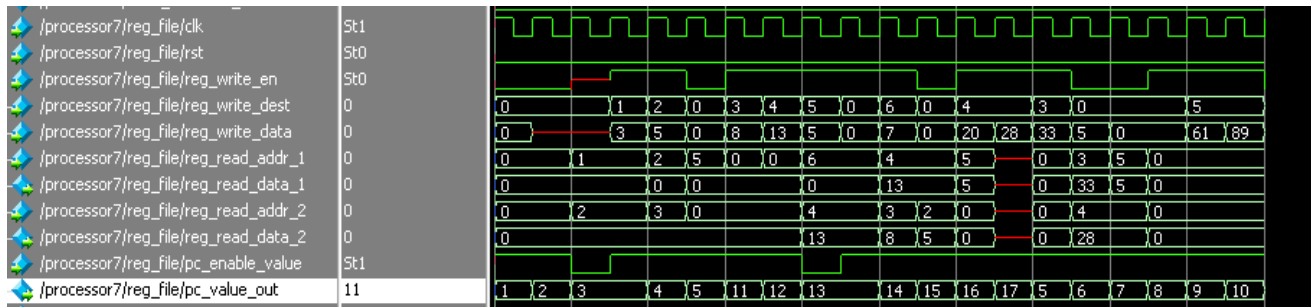 /processor7/reg_file/clk St1
/processor7/reg_file/rst St0
/processor7/reg_file/reg_write_en St0
/processor7/reg_file/reg_write_dest 0 0 1 2 0 3 4 5 0 6 0 4 3 0 5
/processor7/reg_file/reg_write_data 0 0 3 5 0 8 13 5 0 7 0 20 28 33 5 0 61 89
/processor7/reg_file/reg_read_addr_1 0 0 1 2 5 0 0 6 4 5 0 3 5 0
/processor7/reg_file/reg_read_data_1 0 0 0 0 0 13 5 0 33 5 0
/processor7/reg_file/reg_read_addr_2 0 0 2 3 0 4 3 2 0 0 4 0
/processor7/reg_file/reg_read_data_2 0 0 13 8 5 0 0 28 0
/processor7/reg_file/pc_enable_value St1
/processor7/reg_file/pc_value_out 11 1 2 3 4 5 11 12 13 14 15 16 17 5 6 7 8 9 10